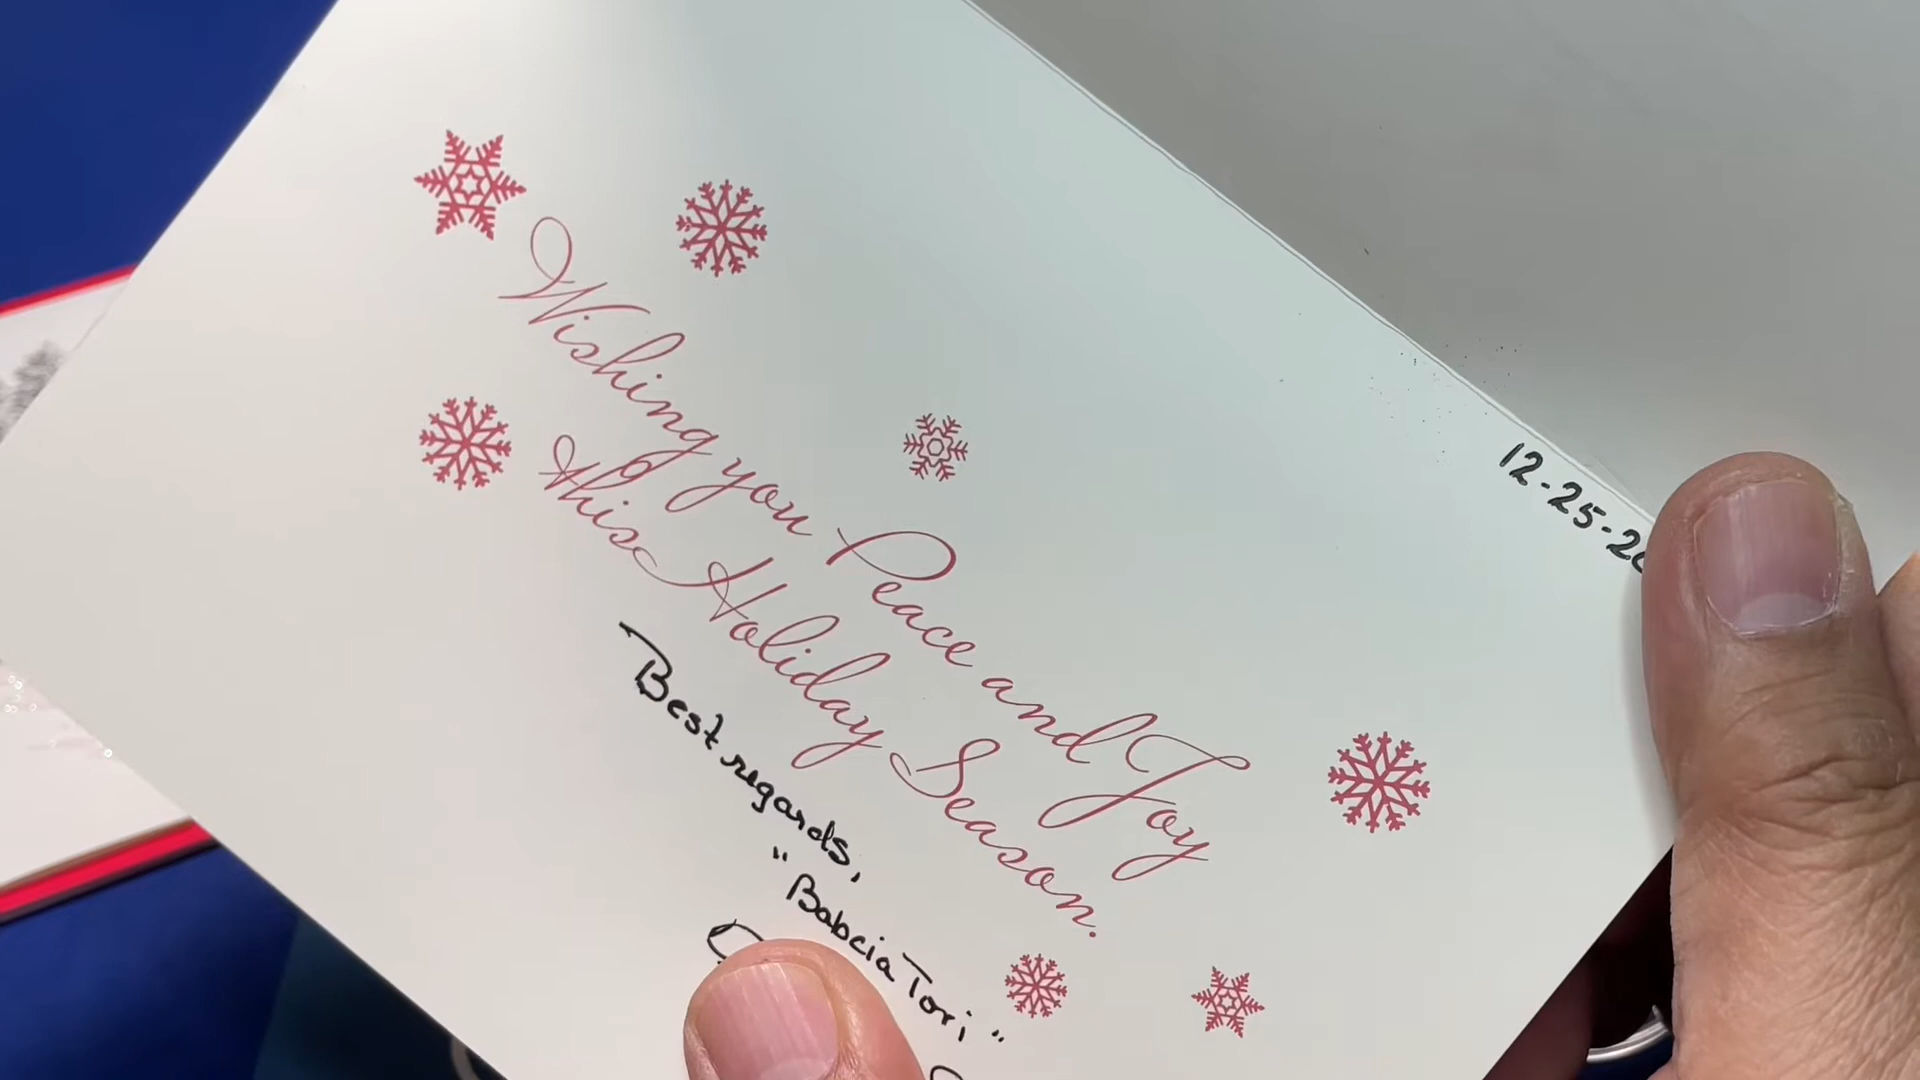 12-25-2
Wishing you Peace and Joy
this Holiday Season.
Best regards,
"Babcia Tori"